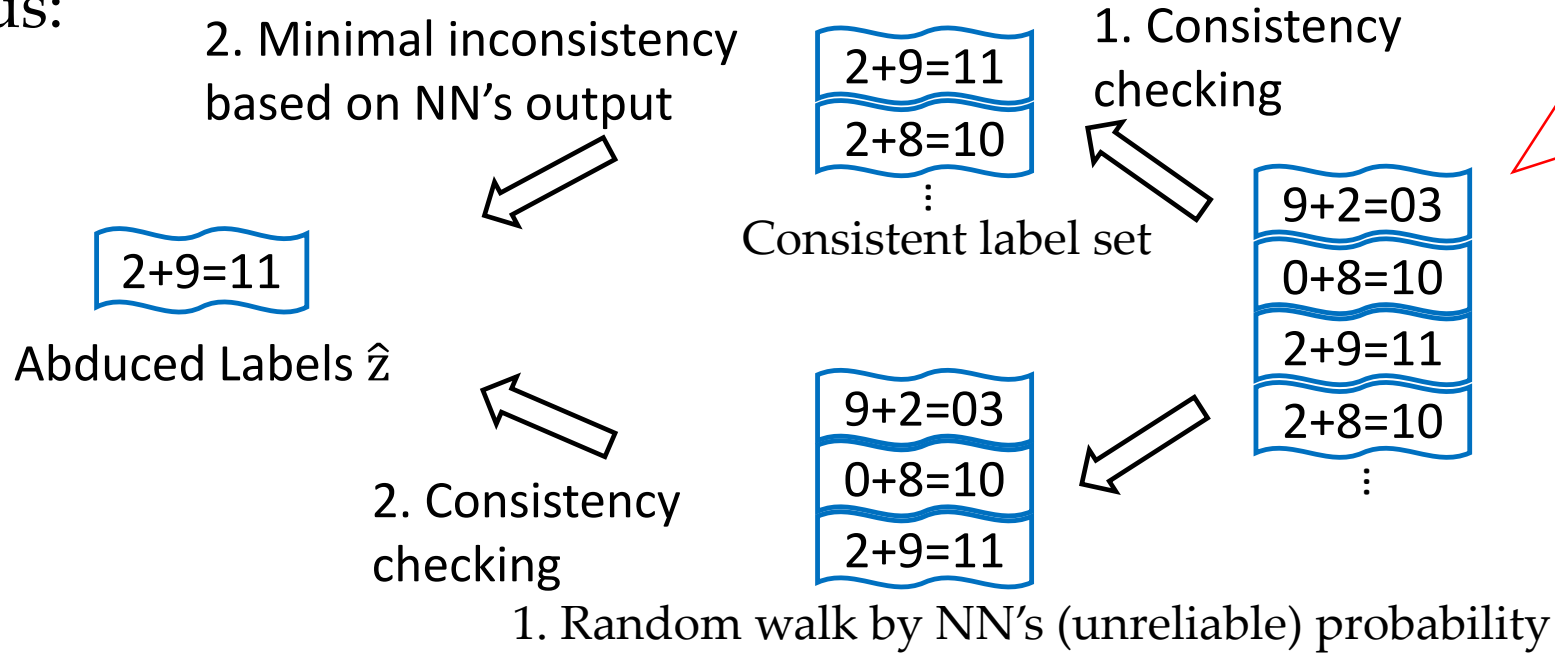 2. Minimal inconsistency
based on NN's output
2+9=11
2+8=10
⋮
Consistent label set
1. Consistency
checking
9+2=03
0+8=10
2+9=11
2+8=10
⋮
2+9=11
Abduced Labels ẑ
2. Consistency
checking
9+2=03
0+8=10
2+9=11
1. Random walk by NN's (unreliable) probability